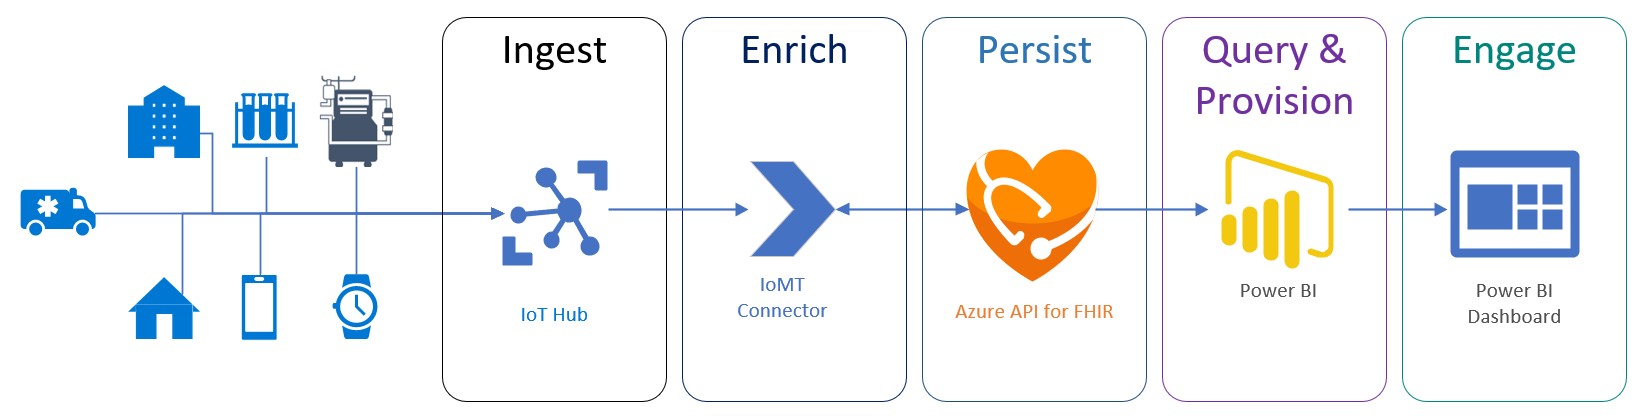 Ingest
IoT Hub
Enrich
IoMT
Connector
Persist
Azure API for FHIR
Query &
Provision
Power BI
Engage
Power BI
Dashboard